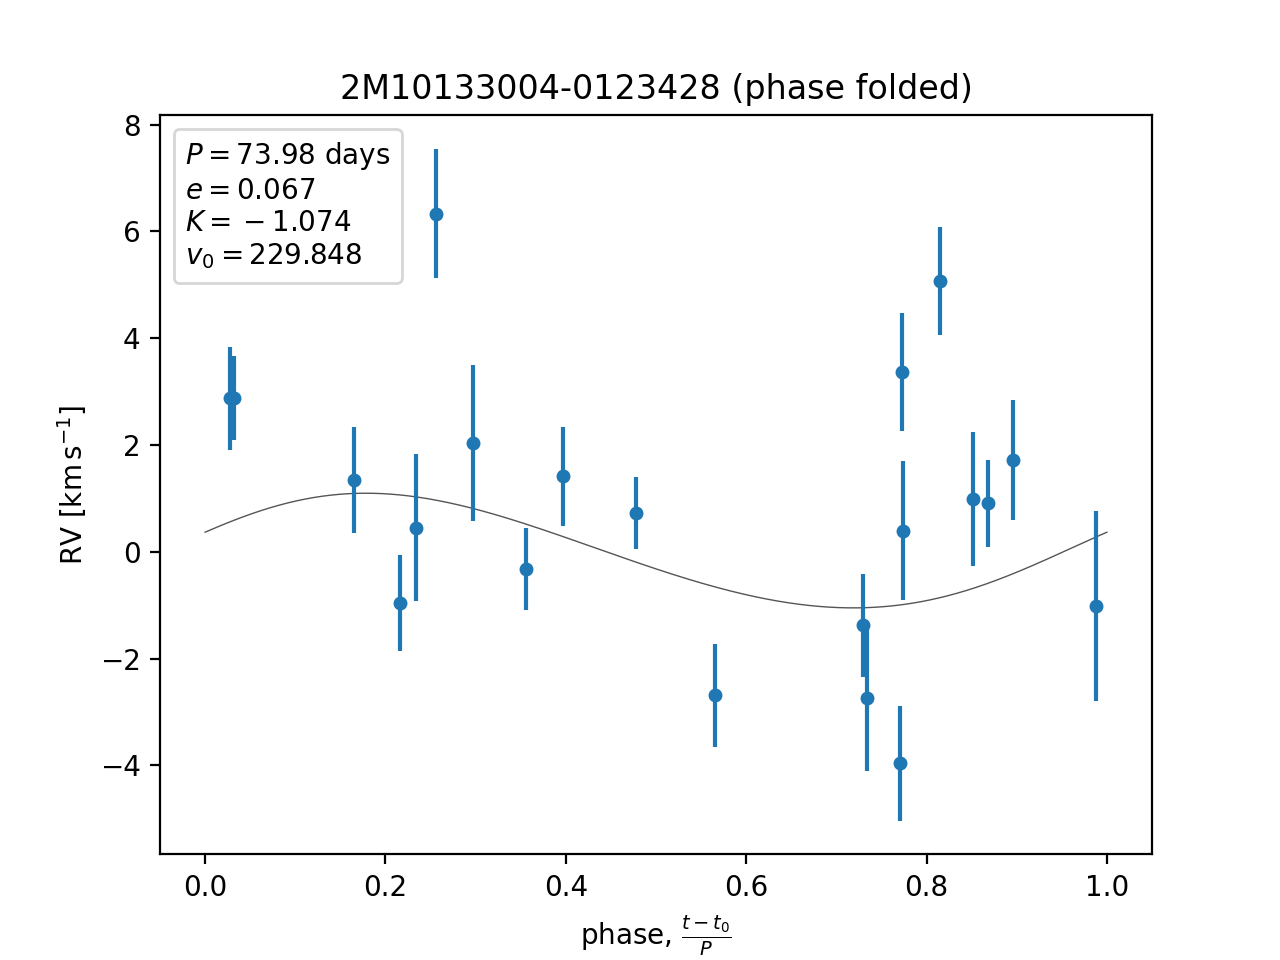 2M10133004-0123428 (phase folded)
P = 73.98 days
e = 0.067
K = −1.074
v₀ = 229.848
8
6
4
2
0
−2
−4
RV [km s⁻¹]
0.0 0.2 0.4 0.6 0.8 1.0
phase, (t − t₀)/P